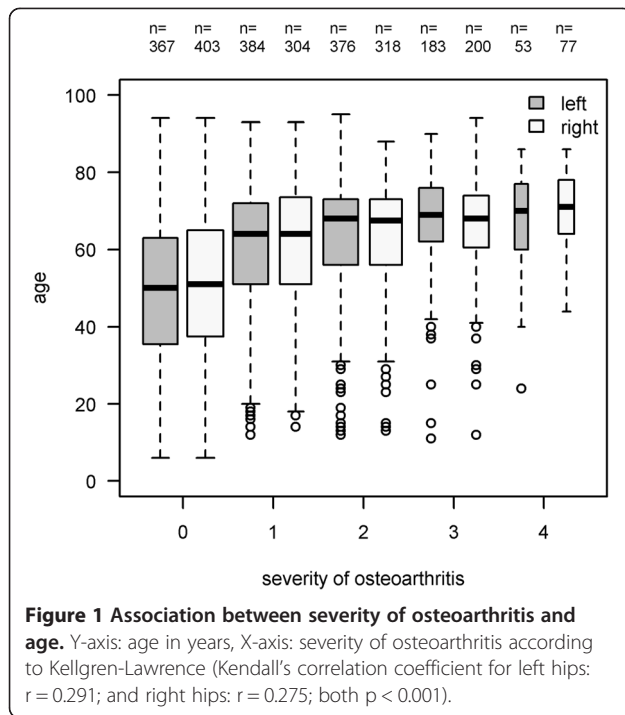 n= n= n= n= n= n= n= n= n= n=
367 403 384 304 376 318 183 200 53 77
100
80
60
40
20
0
age
left
right
0 1 2 3 4
severity of osteoarthritis
Figure 1 Association between severity of osteoarthritis and
age. Y-axis: age in years, X-axis: severity of osteoarthritis according
to Kellgren-Lawrence (Kendall’s correlation coefficient for left hips:
r = 0.291; and right hips: r = 0.275; both p < 0.001).